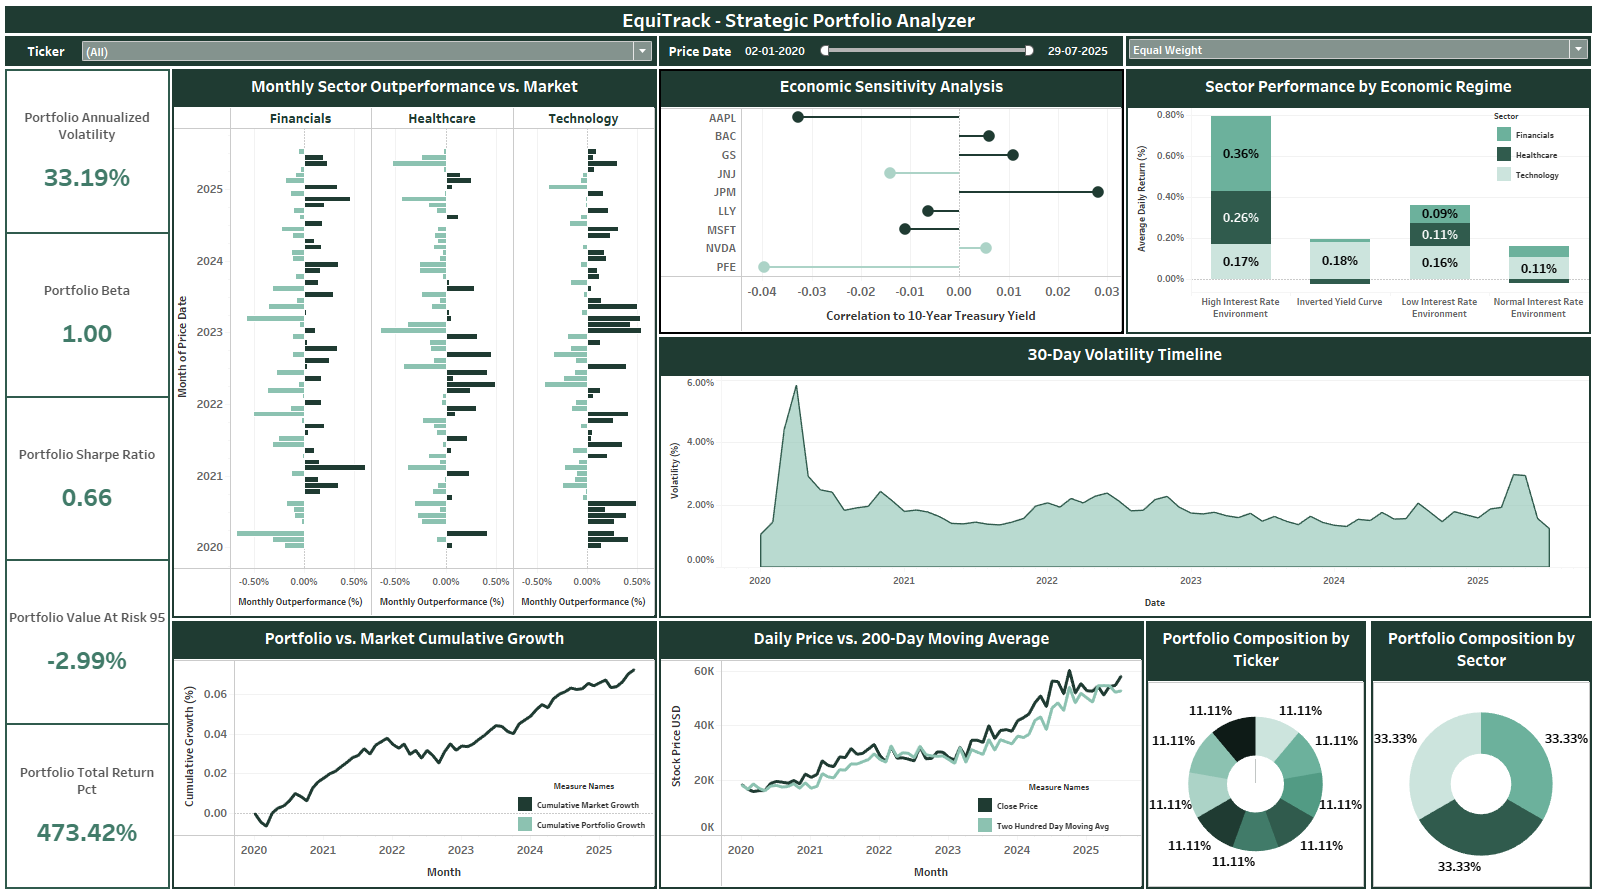 EquiTrack - Strategic Portfolio Analyzer
Ticker
(All)
Price Date
02-01-2020
29-07-2025
Equal Weight
Portfolio Annualized
Volatility
33.19%
Portfolio Beta
1.00
Portfolio Sharpe Ratio
0.66
Portfolio Value At Risk 95
-2.99%
Portfolio Total Return
Pct
473.42%
Monthly Sector Outperformance vs. Market
Financials
Healthcare
Technology
Month of Price Date
2025
2024
2023
2022
2021
2020
-0.50%
0.00%
0.50%
-0.50%
0.00%
0.50%
-0.50%
0.00%
0.50%
Monthly Outperformance (%)
Monthly Outperformance (%)
Monthly Outperformance (%)
Economic Sensitivity Analysis
AAPL
BAC
GS
JNJ
JPM
LLY
MSFT
NVDA
PFE
-0.04
-0.03
-0.02
-0.01
0.00
0.01
0.02
0.03
Correlation to 10-Year Treasury Yield
Sector Performance by Economic Regime
Average Daily Return (%)
0.80%
0.60%
0.40%
0.20%
0.00%
0.36%
0.26%
0.17%
0.18%
0.09%
0.11%
0.16%
0.11%
Sector
Financials
Healthcare
Technology
High Interest Rate
Environment
Inverted Yield Curve
Low Interest Rate
Environment
Normal Interest Rate
Environment
30-Day Volatility Timeline
Volatility (%)
6.00%
4.00%
2.00%
0.00%
2020
2021
2022
2023
2024
2025
Date
Portfolio vs. Market Cumulative Growth
Cumulative Growth (%)
0.06
0.04
0.02
0.00
Measure Names
Cumulative Market Growth
Cumulative Portfolio Growth
2020
2021
2022
2023
2024
2025
Month
Daily Price vs. 200-Day Moving Average
Stock Price USD
60K
40K
20K
0K
Measure Names
Close Price
Two Hundred Day Moving Avg
2020
2021
2022
2023
2024
2025
Month
Portfolio Composition by
Ticker
11.11%
11.11%
11.11%
11.11%
11.11%
11.11%
11.11%
11.11%
11.11%
Portfolio Composition by
Sector
33.33%
33.33%
33.33%